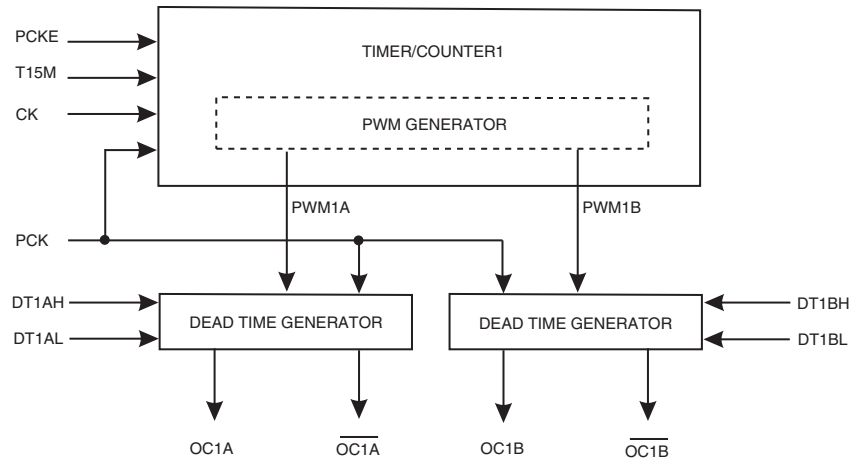 PCKE
TIMER/COUNTER1
T15M
CK
PWM GENERATOR
PWM1A
PWM1B
PCK
DT1AH
DT1BH
DEAD TIME GENERATOR
DEAD TIME GENERATOR
DT1AL
DT1BL
OC1A
OC1A
OC1B
OC1B